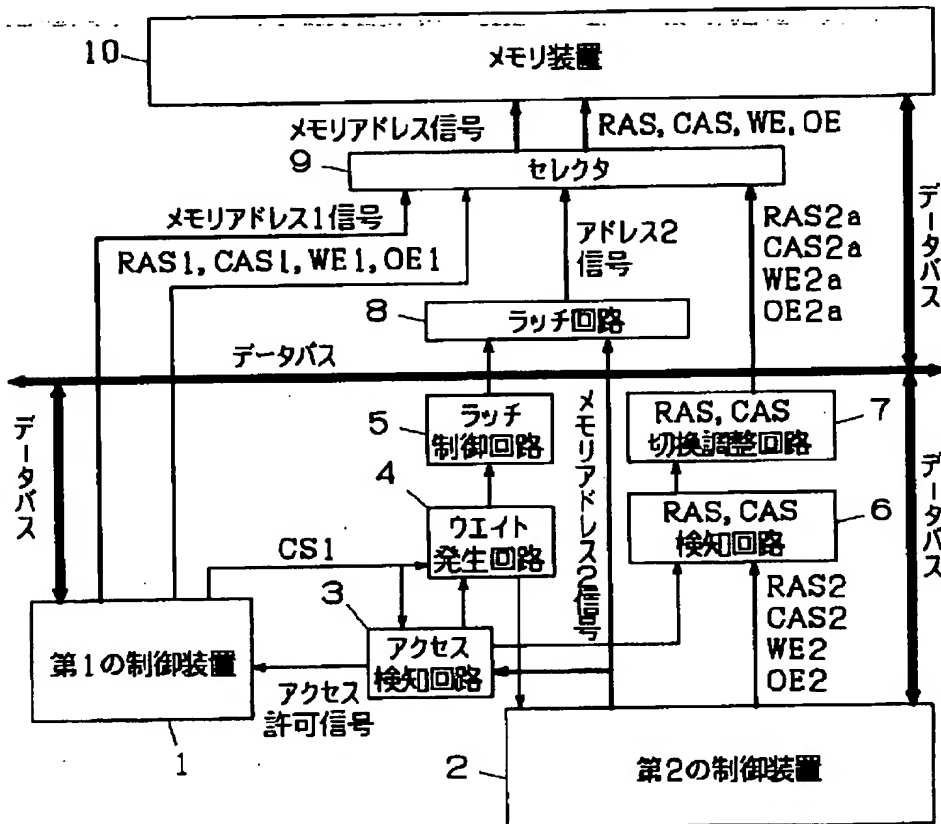 10
メモリ装置
メモリアドレス信号
RAS, CAS, WE, OE
9
セレクタ
データバス
メモリアドレス1信号
RAS1, CAS1, WE1, OE1
アドレス2
信号
RAS2a
CAS2a
WE2a
OE2a
8
ラッチ回路
データバス
データバス
5
ラッチ
制御回路
メモリアドレス2信号
RAS, CAS
切換調整回路
7
4
ウエイト
発生回路
RAS, CAS
検知回路
6
データバス
CS1
3
アクセス
検知回路
RAS2
CAS2
WE2
OE2
第1の制御装置
アクセス
許可信号
1
2
第2の制御装置